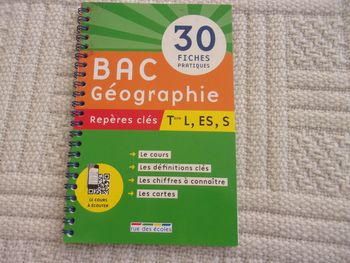 30
FICHES
PRATIQUES
BAC
Géographie
Repères clés
Tle L, ES, S
Le cours
Les définitions clés
Les chiffres à connaître
Les cartes
LE COURS
À ÉCOUTER
rue des écoles